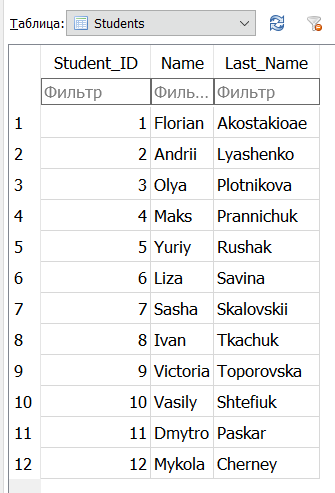 Таблица: Students
Student_ID Name Last_Name
Фильтр Филь... Фильтр
1 1 Florian Akostakioae
2 2 Andrii Lyashenko
3 3 Olya Plotnikova
4 4 Maks Prannichuk
5 5 Yuriy Rushak
6 6 Liza Savina
7 7 Sasha Skalovskii
8 8 Ivan Tkachuk
9 9 Victoria Toporovska
10 10 Vasily Shtefiuk
11 11 Dmytro Paskar
12 12 Mykola Cherney